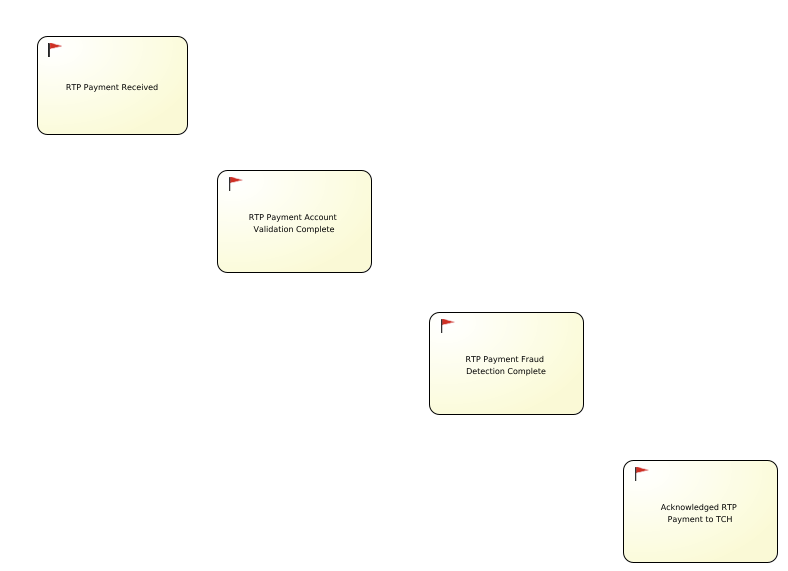 RTP Payment Received
RTP Payment Account
Validation Complete
RTP Payment Fraud
Detection Complete
Acknowledged RTP
Payment to TCH